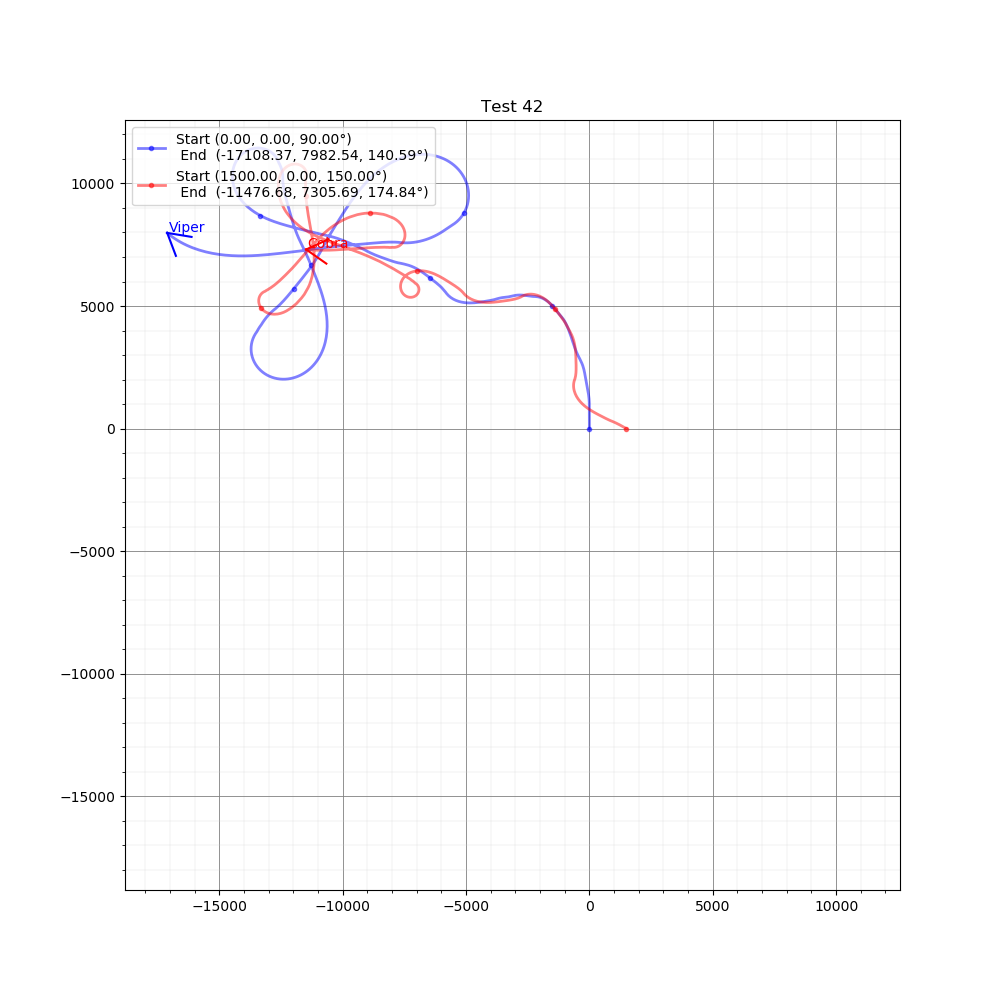 Test 42
Start (0.00, 0.00, 90.00°)
End (-17108.37, 7982.54, 140.59°)
Start (1500.00, 0.00, 150.00°)
End (-11476.68, 7305.69, 174.84°)
Viper
Cobra
10000
5000
0
−5000
−10000
−15000
−15000 −10000 −5000 0 5000 10000